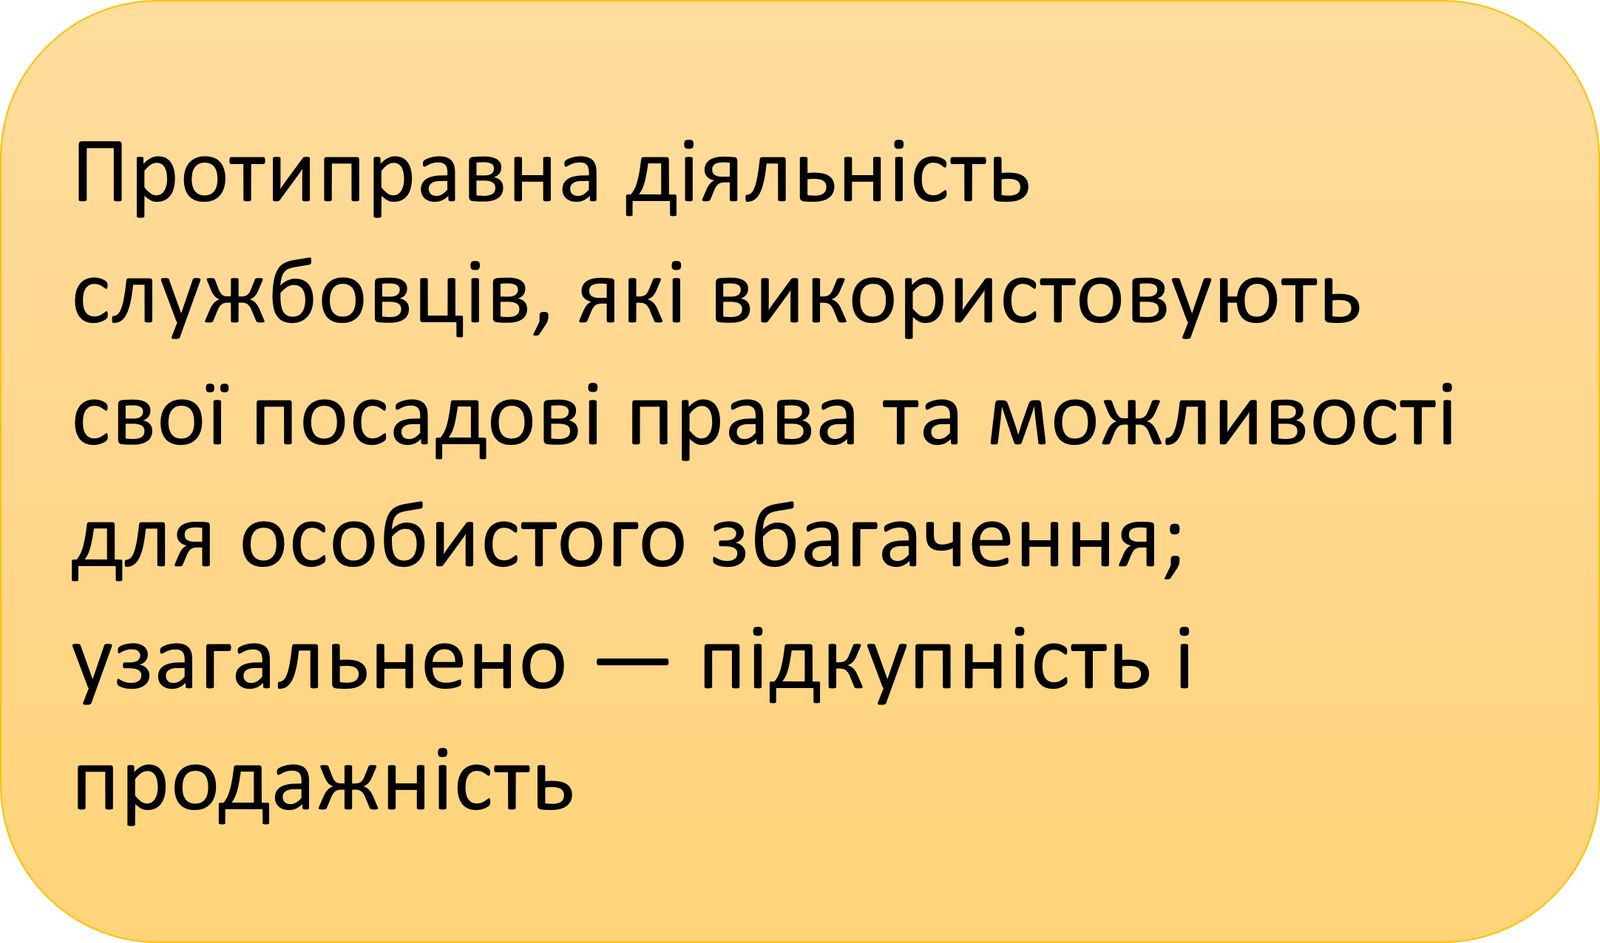 Протиправна діяльність
службовців, які використовують
свої посадові права та можливості
для особистого збагачення;
узагальнено — підкупність і
продажність